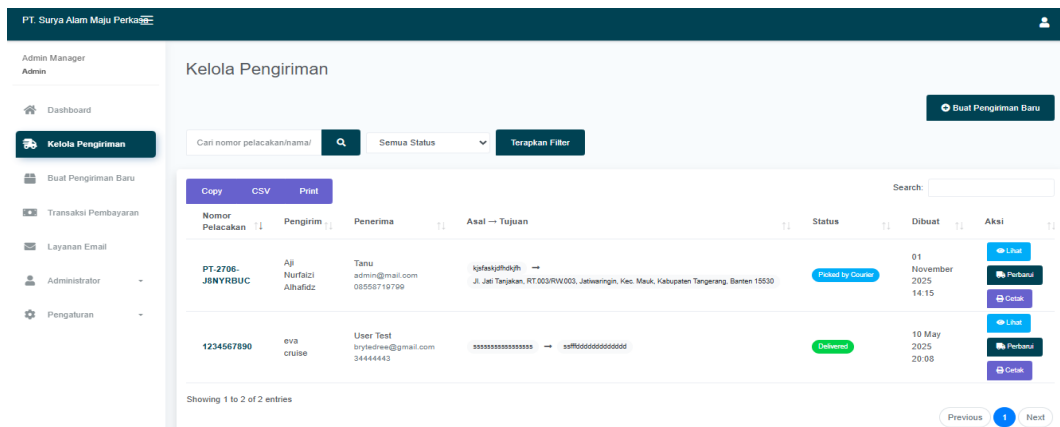 PT. Surya Alam Maju Perkasa
Admin Manager
Admin
Dashboard
Kelola Pengiriman
Buat Pengiriman Baru
Transaksi Pembayaran
Layanan Email
Administrator
Pengaturan
Kelola Pengiriman
Buat Pengiriman Baru
Cari nomor pelacakan/nama/
Semua Status
Terapkan Filter
Copy CSV Print
Search:
Nomor Pelacakan Pengirim Penerima Asal → Tujuan Status Dibuat Aksi
PT-2706-
J8NYRBUC
Aji
Nurfaizi
Alhafidz
Tanu
admin@mail.com
08558719799
kjsfaskjdfhdkjfh →
Jl. Jati Tanjakan, RT.003/RW.003, Jatiwaringin, Kec. Mauk, Kabupaten Tangerang, Banten 15530
Picked by Courier
01
November
2025
14:15
Lihat
Perbarui
Cetak
1234567890
eva
cruise
User Test
brytedree@gmail.com
34444443
Delivered
10 May
2025
20:08
Lihat
Perbarui
Cetak
Showing 1 to 2 of 2 entries
Previous 1 Next